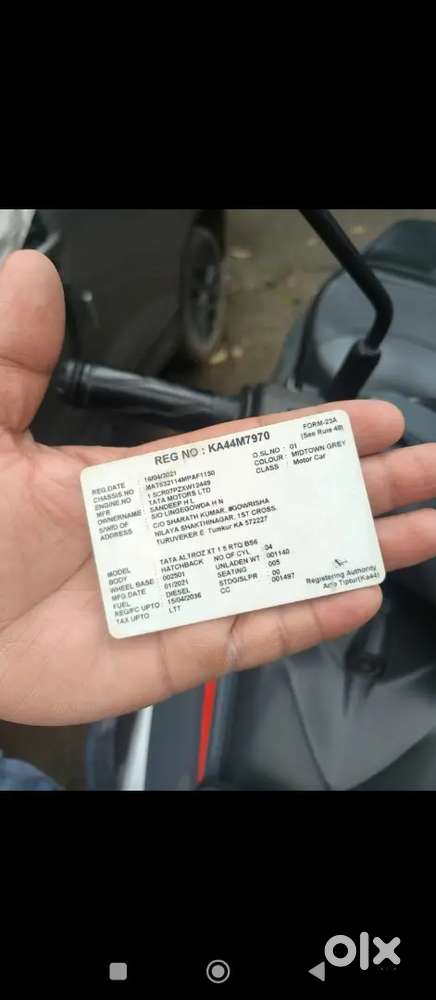 FORM-23A
(See Rule 48)
REG NO : KA44M7970
REG.DATE : 16/04/2021 O.SL.NO : 01
CHASSIS.NO : MAT632114MPAF1150 COLOUR : MIDTOWN GREY
ENGINE.NO : 1.5CR07PZXW12449 CLASS : Motor Car
MFR : TATA MOTORS LTD
OWNERNAME : SANDEEP H L
S/W/D OF : S/O LINGEGOWDA H N
ADDRESS : C/O SHARATH KUMAR, #GOWRISHA
NILAYA SHAKTHINAGAR, 1ST CROSS,
TURUVEKER E Tumkur KA 572227
MODEL : TATA ALTROZ XT 1.5 RTQ BS6
BODY : HATCHBACK NO OF CYL : 04
WHEEL BASE : 002501 UNLADEN WT : 001140
MFG.DATE : 01/2021 SEATING : 005
FUEL : DIESEL STDG/SLPR : 00
REG/FC UPTO : 15/04/2036 CC : 001497
TAX UPTO : LTT
Registering Authority
Arto Tiptur(Ka44)
olx